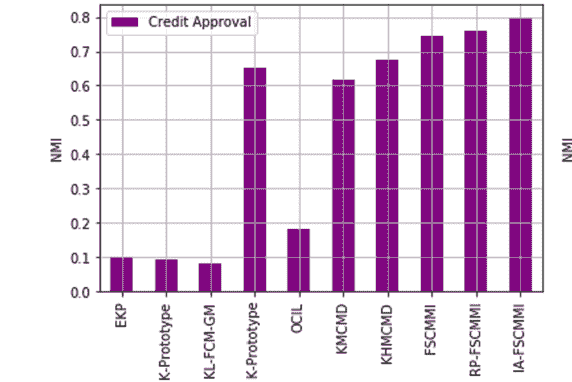 Credit Approval
NMI
0.8
0.7
0.6
0.5
0.4
0.3
0.2
0.1
0.0
EKP
K-Prototype
KL-FCM-GM
K-Prototype
OCIL
KMCMD
KHMCMD
FSCMMI
RP-FSCMMI
IA-FSCMMI
NMI